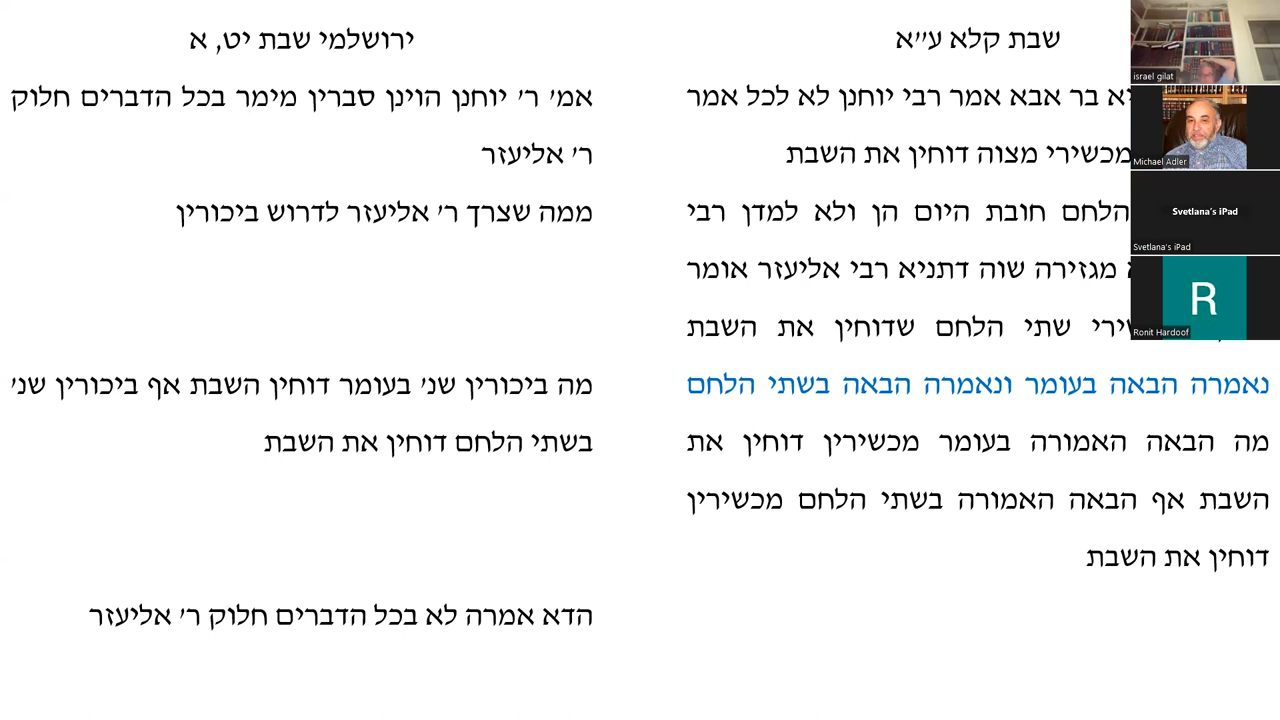 שבת קלא ע״א
יא בר אבא אמר רבי יוחנן לא לכל אמר
מכשירי מצוה דוחין את השבת
הלחם חובת היום הן ולא למדן רבי
מגזירה שוה דתניא רבי אליעזר אומר
שתי הלחם שדוחין את השבת
נאמרה הבאה בעומר ונאמרה הבאה בשתי הלחם
מה הבאה האמורה בעומר מכשירין דוחין את
השבת אף הבאה האמורה בשתי הלחם מכשירין
דוחין את השבת
ירושלמי שבת יט, א
אמ׳ ר׳ יוחנן הוינן סברין מימר בכל הדברים חלוק
ר׳ אליעזר
ממה שצרך ר׳ אליעזר לדרוש ביכורין
מה ביכורין שנ׳ בעומר דוחין השבת אף ביכורין שנ׳
בשתי הלחם דוחין את השבת
הדא אמרה לא בכל הדברים חלוק ר׳ אליעזר
israel gilat
Michael Adler
Svetlana's iPad
Svetlana's iPad
R
Ronit Hardoof